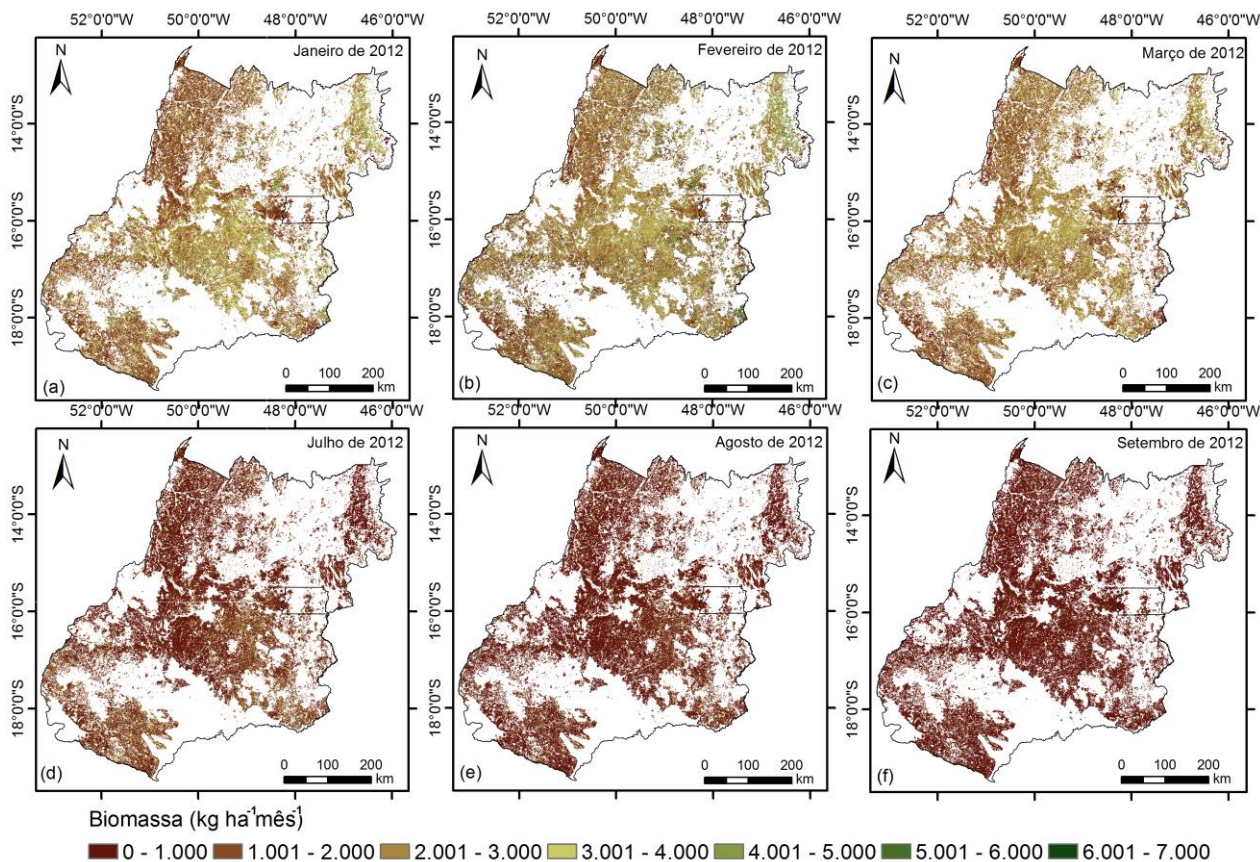 52°0'0"W 50°0'0"W 48°0'0"W 46°0'0"W
52°0'0"W 50°0'0"W 48°0'0"W 46°0'0"W
52°0'0"W 50°0'0"W 48°0'0"W 46°0'0"W
N
Janeiro de 2012
14°0'0"S
16°0'0"S
18°0'0"S
0 100 200
km
(a)
N
Fevereiro de 2012
14°0'0"S
16°0'0"S
18°0'0"S
0 100 200
km
(b)
N
Março de 2012
14°0'0"S
16°0'0"S
18°0'0"S
0 100 200
km
(c)
52°0'0"W 50°0'0"W 48°0'0"W 46°0'0"W
52°0'0"W 50°0'0"W 48°0'0"W 46°0'0"W
52°0'0"W 50°0'0"W 48°0'0"W 46°0'0"W
N
Julho de 2012
14°0'0"S
16°0'0"S
18°0'0"S
0 100 200
km
(d)
N
Agosto de 2012
14°0'0"S
16°0'0"S
18°0'0"S
0 100 200
km
(e)
N
Setembro de 2012
14°0'0"S
16°0'0"S
18°0'0"S
0 100 200
km
(f)
Biomassa (kg ha⁻¹mês⁻¹)
0 - 1.000 1.001 - 2.000 2.001 - 3.000 3.001 - 4.000 4.001 - 5.000 5.001 - 6.000 6.001 - 7.000